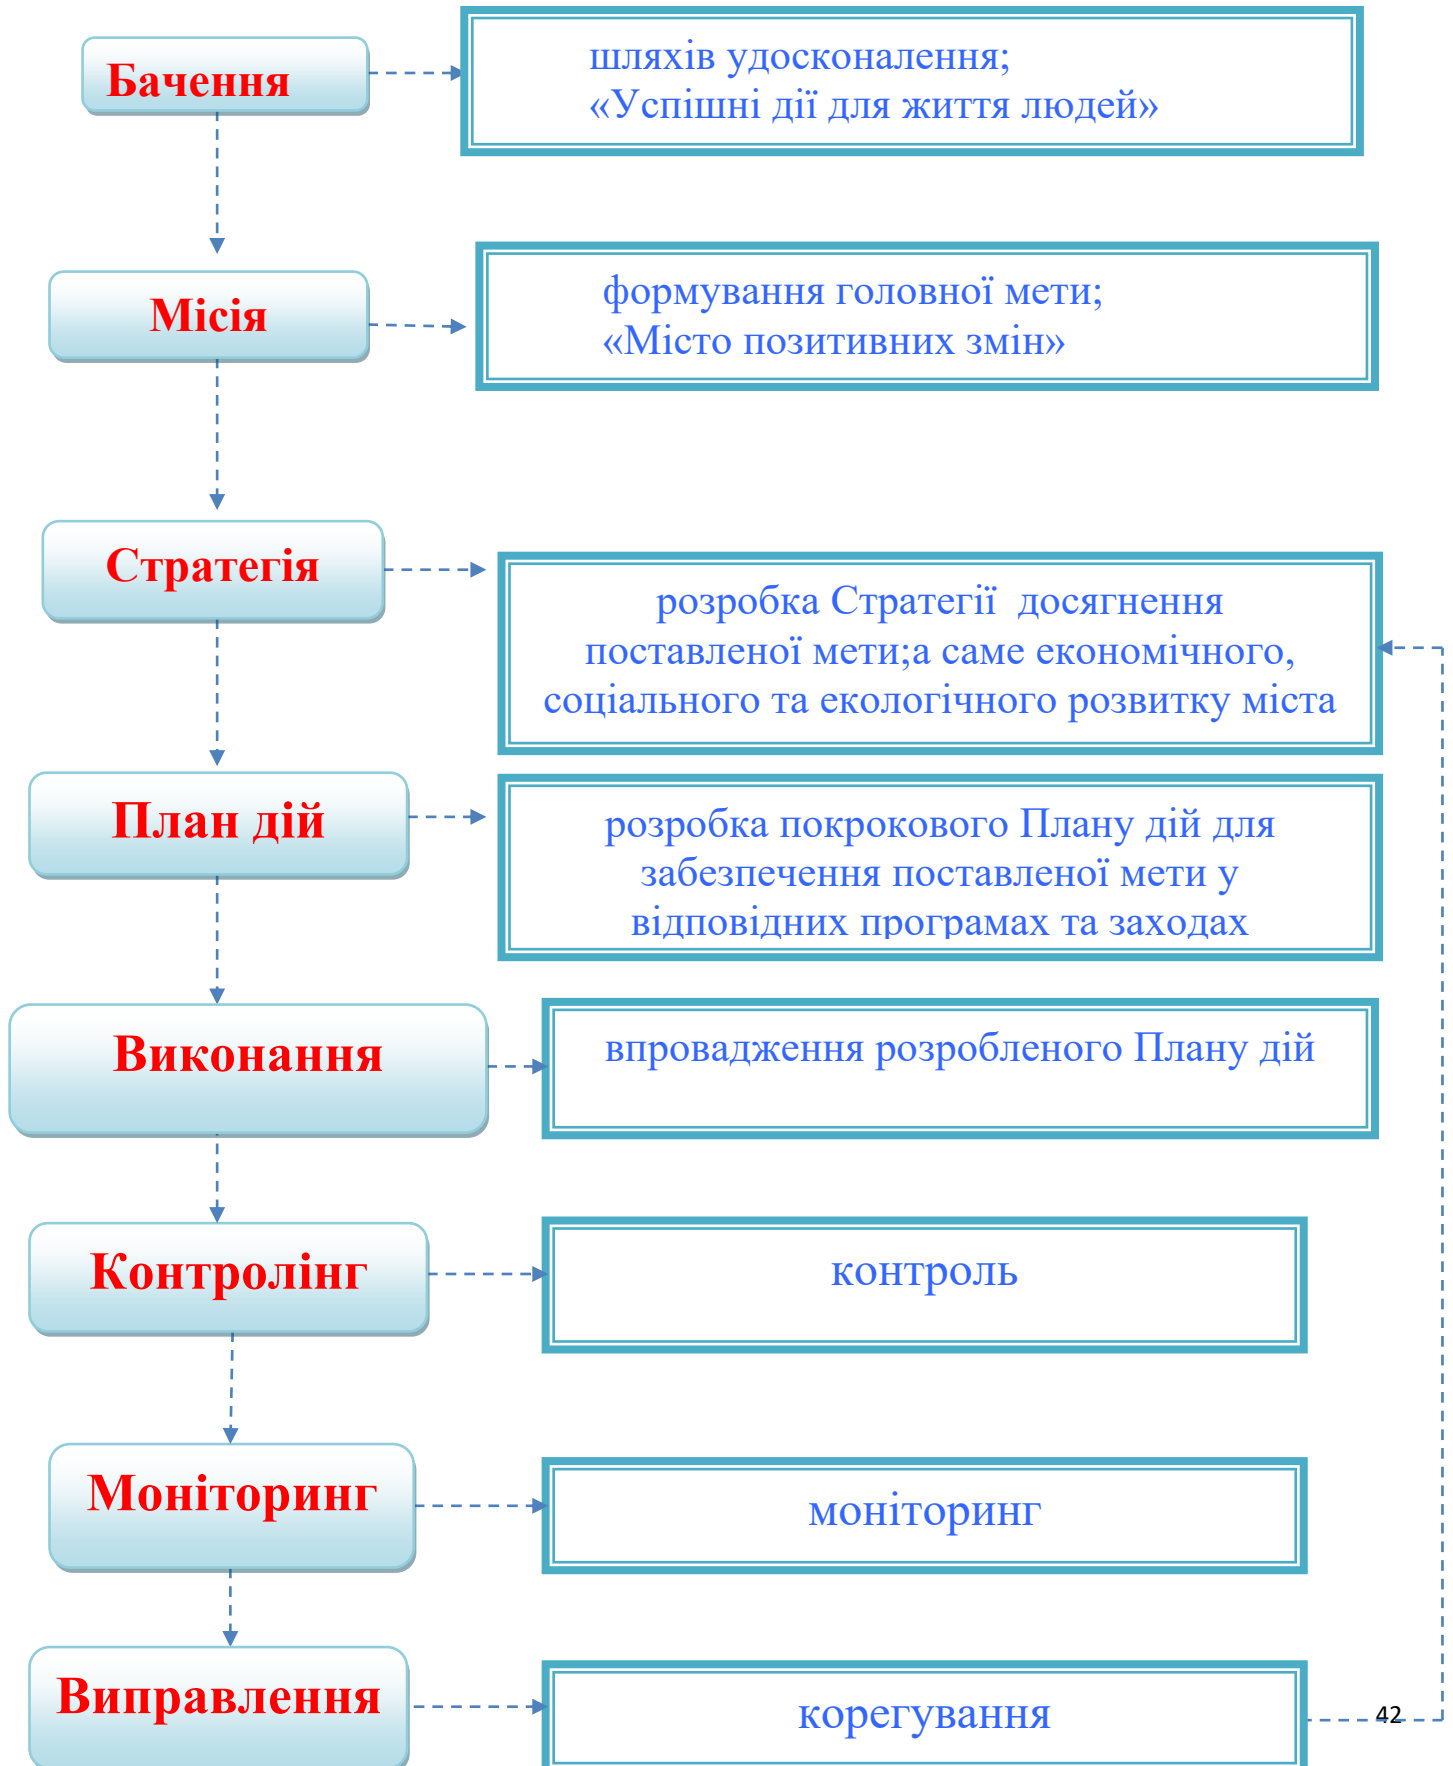 Бачення
шляхів удосконалення;
«Успішні дії для життя людей»
Місія
формування головної мети;
«Місто позитивних змін»
Стратегія
розробка Стратегії  досягнення
поставленої мети;а саме економічного,
соціального та екологічного розвитку міста
План дій
розробка покрокового Плану дій для
забезпечення поставленої мети у
відповідних програмах та заходах
Виконання
впровадження розробленого Плану дій
Контролінг
контроль
Моніторинг
моніторинг
Виправлення
корегування
42